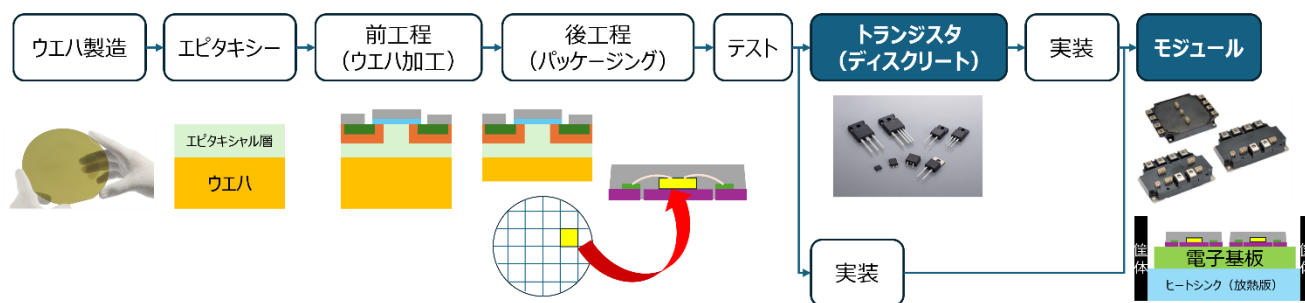 ウエハ製造
エピタキシー
前工程
(ウエハ加工)
後工程
(パッケージング)
テスト
トランジスタ
(ディスクリート)
実装
モジュール
エピタキシャル層
ウエハ
実装
筐体
電子基板
筐体
ヒートシンク(放熱版)